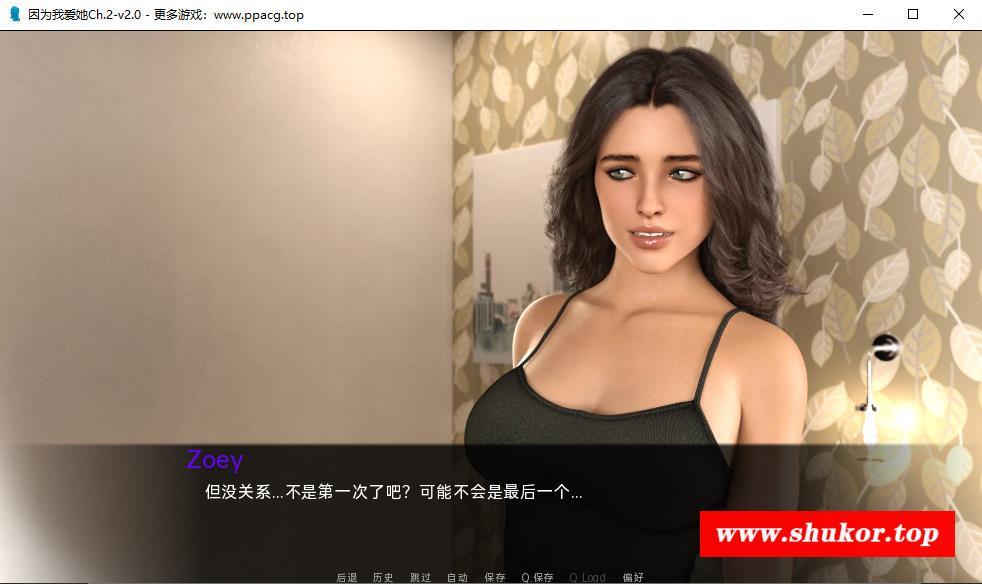 因为我爱她Ch.2-v2.0 - 更多游戏：www.ppacg.top
Zoey
但没关系...不是第一次了吧？可能不会是最后一个...
www.shukor.top
后退 历史 跳过 自动 保存 Q.保存 Q.Load 偏好